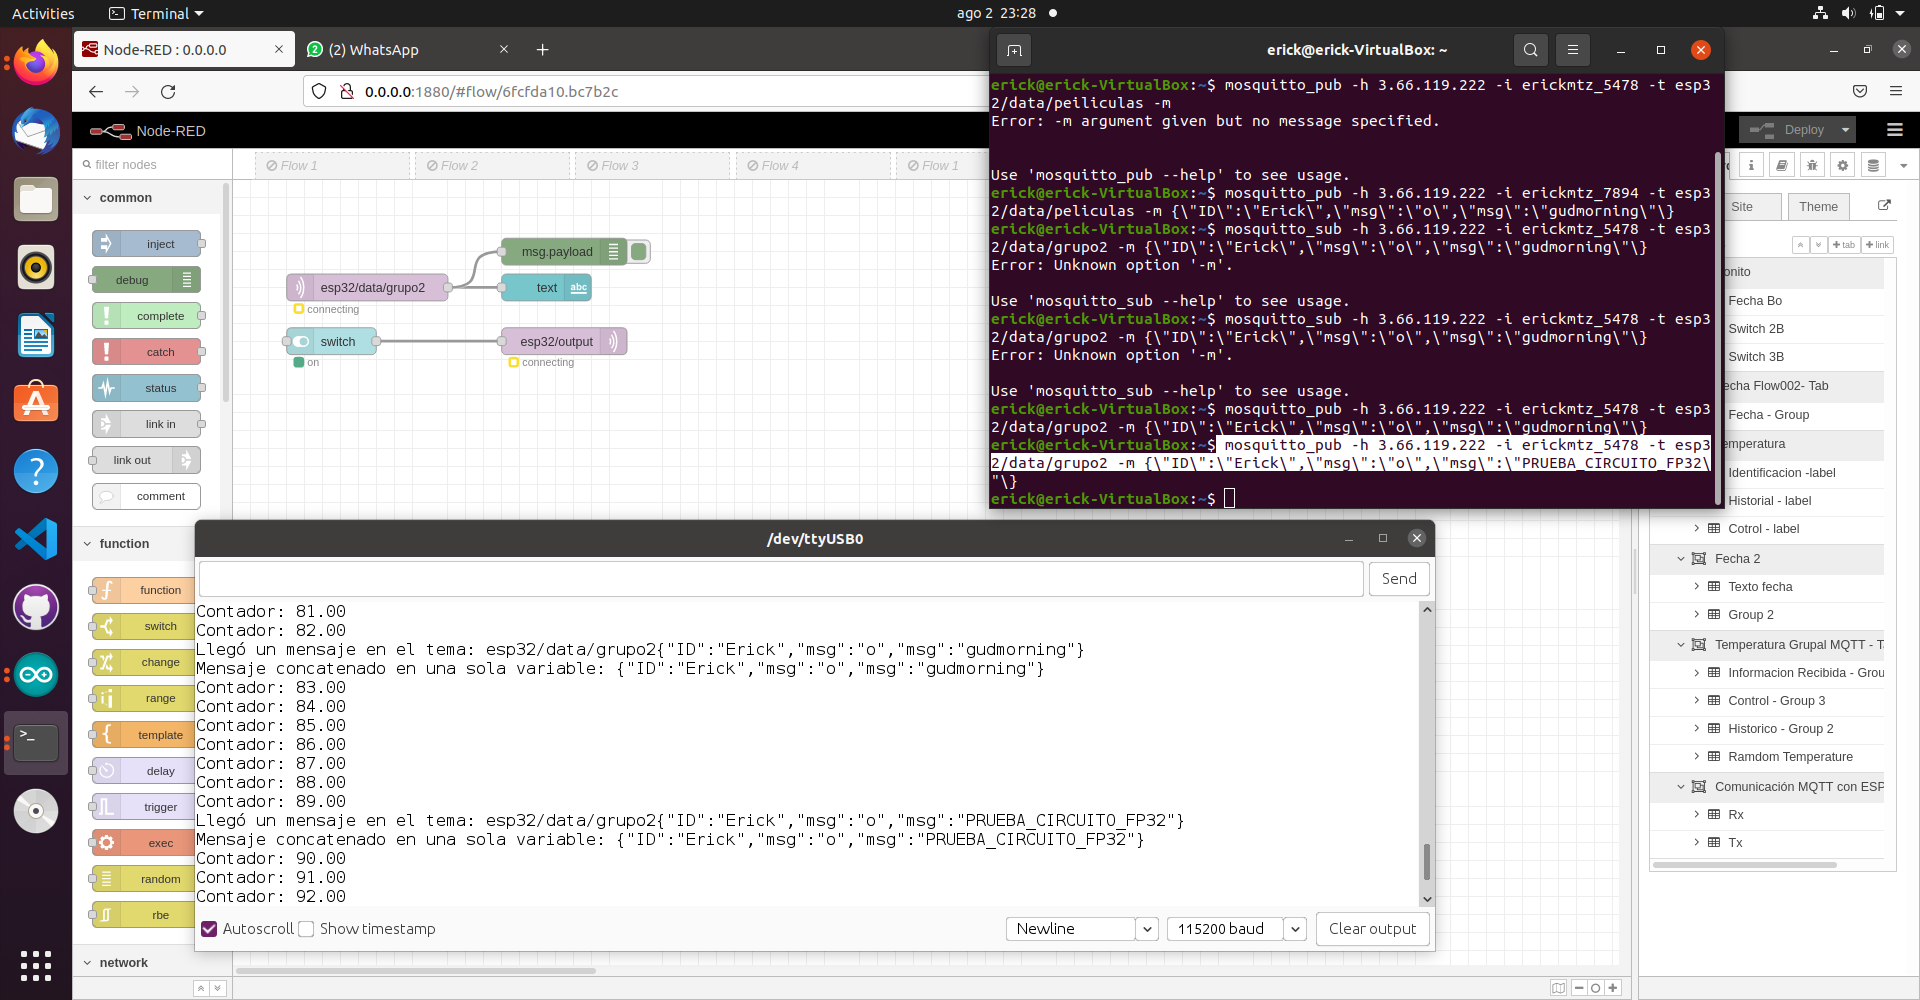 Activities
Terminal
ago 2 23:28
Node-RED : 0.0.0.0
(2) WhatsApp
0.0.0.0:1880/#flow/6fcfda10.bc7b2c
Node-RED
Deploy
filter nodes
Flow 1
Flow 2
Flow 3
Flow 4
Flow 1
common
inject
debug
complete
catch
status
link in
link out
comment
function
function
switch
change
range
template
delay
trigger
exec
random
rbe
network
msg.payload
esp32/data/grupo2
connecting
text
abc
switch
on
esp32/output
connecting
erick@erick-VirtualBox: ~
erick@erick-VirtualBox:~$ mosquitto_pub -h 3.66.119.222 -i erickmtz_5478 -t esp3
2/data/peiliculas -m
Error: -m argument given but no message specified.
Use 'mosquitto_pub --help' to see usage.
erick@erick-VirtualBox:~$ mosquitto_pub -h 3.66.119.222 -i erickmtz_7894 -t esp3
2/data/peliculas -m {\"ID\":\"Erick\",\"msg\":\"o\",\"msg\":\"gudmorning\"\}
erick@erick-VirtualBox:~$ mosquitto_sub -h 3.66.119.222 -i erickmtz_5478 -t esp3
2/data/grupo2 -m {\"ID\":\"Erick\",\"msg\":\"o\",\"msg\":\"gudmorning\"\}
Error: Unknown option '-m'.
Use 'mosquitto_sub --help' to see usage.
erick@erick-VirtualBox:~$ mosquitto_sub -h 3.66.119.222 -i erickmtz_5478 -t esp3
2/data/grupo2 -m {\"ID\":\"Erick\",\"msg\":\"o\",\"msg\":\"gudmorning\"\}
Error: Unknown option '-m'.
Use 'mosquitto_sub --help' to see usage.
erick@erick-VirtualBox:~$ mosquitto_pub -h 3.66.119.222 -i erickmtz_5478 -t esp3
2/data/grupo2 -m {\"ID\":\"Erick\",\"msg\":\"o\",\"msg\":\"gudmorning\"\}
erick@erick-VirtualBox:~$ mosquitto_pub -h 3.66.119.222 -i erickmtz_5478 -t esp3
2/data/grupo2 -m {\"ID\":\"Erick\",\"msg\":\"o\",\"msg\":\"PRUEBA_CIRCUITO_FP32\
"\}
erick@erick-VirtualBox:~$
Site
Theme
tab
link
onito
Fecha Bo
Switch 2B
Switch 3B
echa Flow002- Tab
Fecha - Group
emperatura
Identificacion -label
Historial - label
Cotrol - label
Fecha 2
Texto fecha
Group 2
Temperatura Grupal MQTT - T
Informacion Recibida - Grou
Control - Group 3
Historico - Group 2
Ramdom Temperature
Comunicación MQTT con ESP
Rx
Tx
/dev/ttyUSB0
Send
Contador: 81.00
Contador: 82.00
Llegó un mensaje en el tema: esp32/data/grupo2{"ID":"Erick","msg":"o","msg":"gudmorning"}
Mensaje concatenado en una sola variable: {"ID":"Erick","msg":"o","msg":"gudmorning"}
Contador: 83.00
Contador: 84.00
Contador: 85.00
Contador: 86.00
Contador: 87.00
Contador: 88.00
Contador: 89.00
Llegó un mensaje en el tema: esp32/data/grupo2{"ID":"Erick","msg":"o","msg":"PRUEBA_CIRCUITO_FP32"}
Mensaje concatenado en una sola variable: {"ID":"Erick","msg":"o","msg":"PRUEBA_CIRCUITO_FP32"}
Contador: 90.00
Contador: 91.00
Contador: 92.00
Autoscroll
Show timestamp
Newline
115200 baud
Clear output